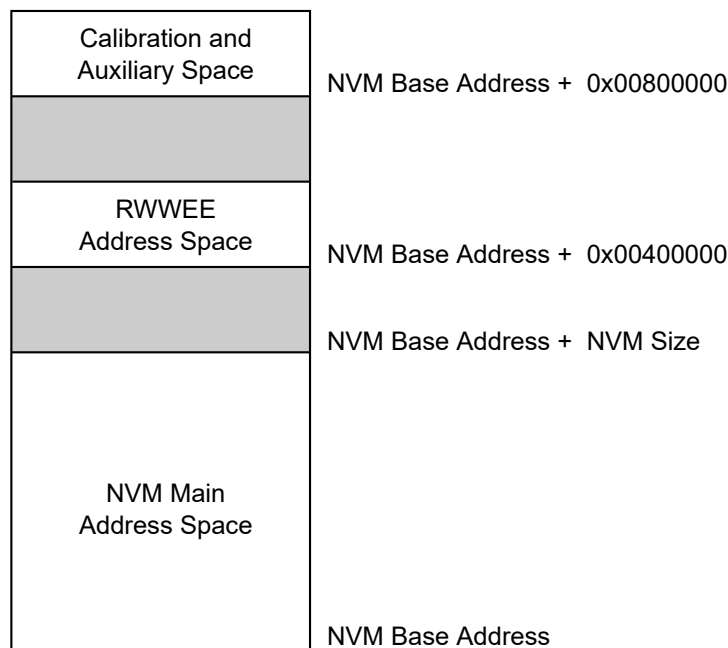 Calibration and
Auxiliary Space
NVM Base Address + 0x00800000
RWWEE
Address Space
NVM Base Address + 0x00400000
NVM Base Address + NVM Size
NVM Main
Address Space
NVM Base Address